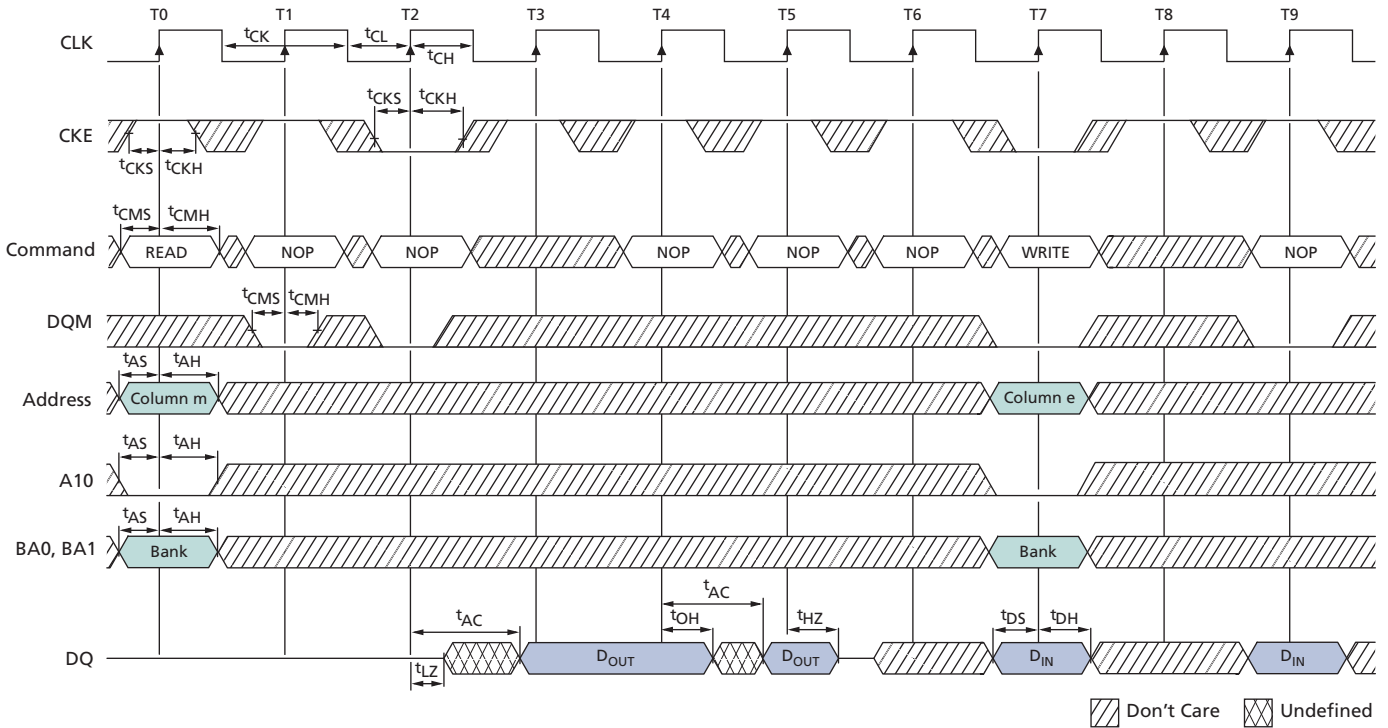 T0 T1 T2 T3 T4 T5 T6 T7 T8 T9
CLK
tCK tCL
tCH
tCKS tCKH
CKE
tCKS tCKH
tCMS tCMH
Command READ NOP NOP NOP NOP NOP WRITE NOP
tCMS tCMH
DQM
tAS tAH
Address Column m Column e
tAS tAH
A10
tAS tAH
BA0, BA1 Bank Bank
tAC
tAC tOH tHZ tDS tDH
DQ DOUT DOUT DIN DIN
tLZ
Don't Care Undefined